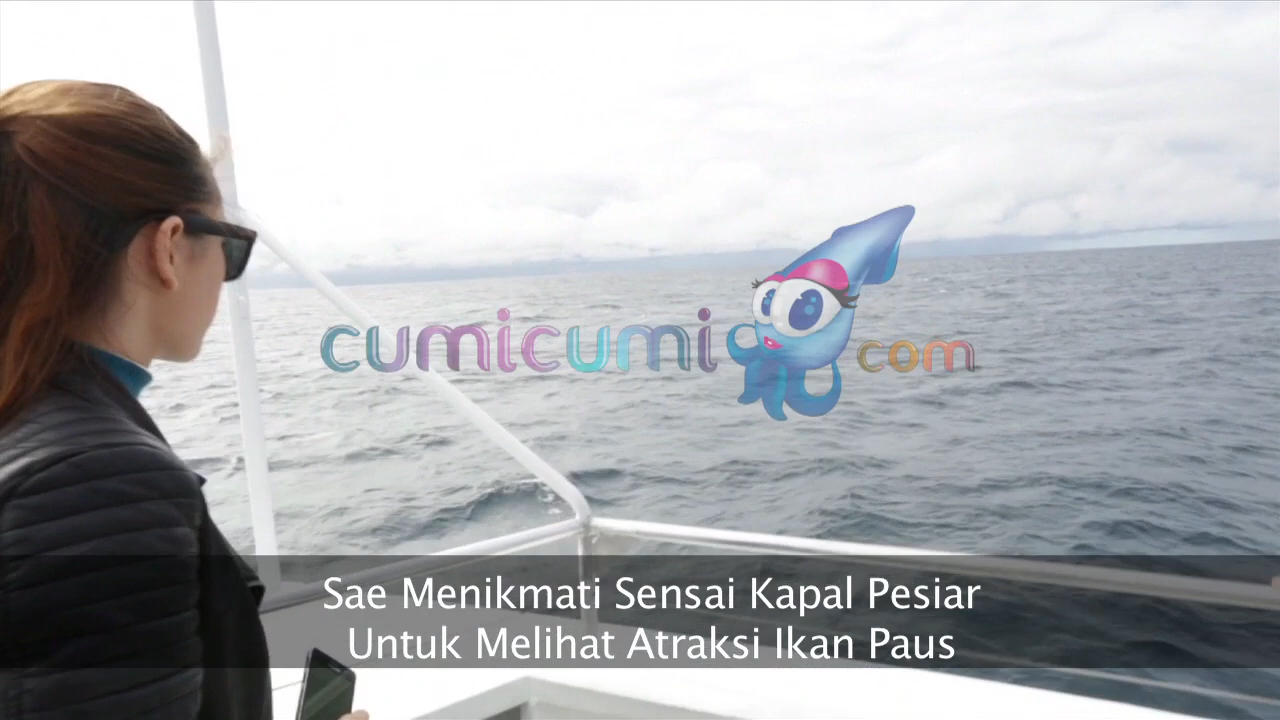 cumicumi com
Sae Menikmati Sensai Kapal Pesiar
Untuk Melihat Atraksi Ikan Paus